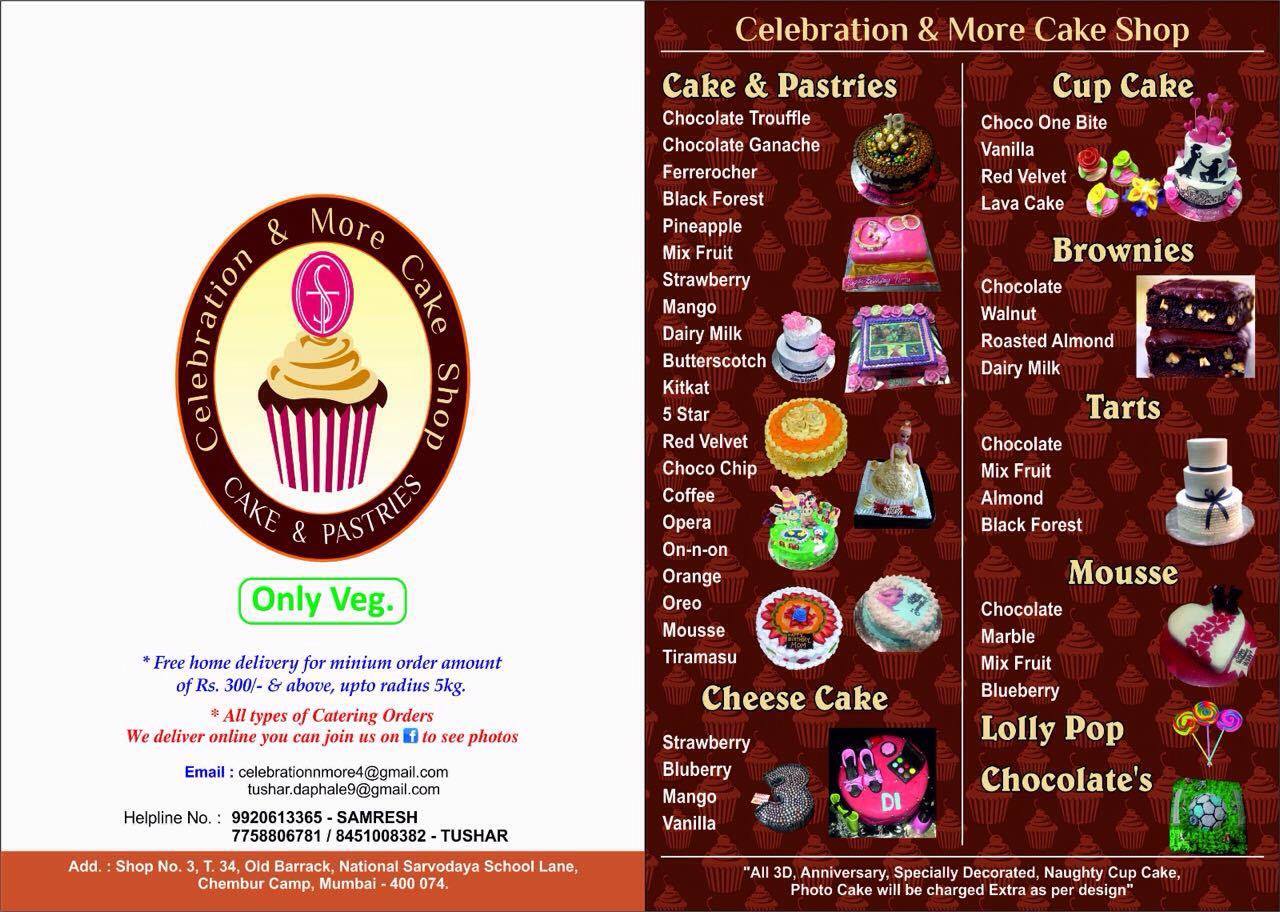 Celebration & More Cake Shop
CAKE & PASTRIES
Only Veg.
* Free home delivery for minium order amount
of Rs. 300/- & above, upto radius 5kg.
* All types of Catering Orders
We deliver online you can join us on f to see photos
Email : celebrationnmore4@gmail.com
tushar.daphale9@gmail.com
Helpline No. : 9920613365 - SAMRESH
7758806781 / 8451008382 - TUSHAR
Add. : Shop No. 3, T. 34, Old Barrack, National Sarvodaya School Lane,
Chembur Camp, Mumbai - 400 074.
Celebration & More Cake Shop
Cake & Pastries
Chocolate Trouffle
Chocolate Ganache
Ferrerocher
Black Forest
Pineapple
Mix Fruit
Strawberry
Mango
Dairy Milk
Butterscotch
Kitkat
5 Star
Red Velvet
Choco Chip
Coffee
Opera
On-n-on
Orange
Oreo
Mousse
Tiramasu
18
HAPPY
BIRTHDAY
MOM
Cheese Cake
Strawberry
Bluberry
Mango
Vanilla
DI
Cup Cake
Choco One Bite
Vanilla
Red Velvet
Lava Cake
Brownies
Chocolate
Walnut
Roasted Almond
Dairy Milk
Tarts
Chocolate
Mix Fruit
Almond
Black Forest
Mousse
Chocolate
Marble
Mix Fruit
Blueberry
Lolly Pop
Chocolate's
"All 3D, Anniversary, Specially Decorated, Naughty Cup Cake,
Photo Cake will be charged Extra as per design"